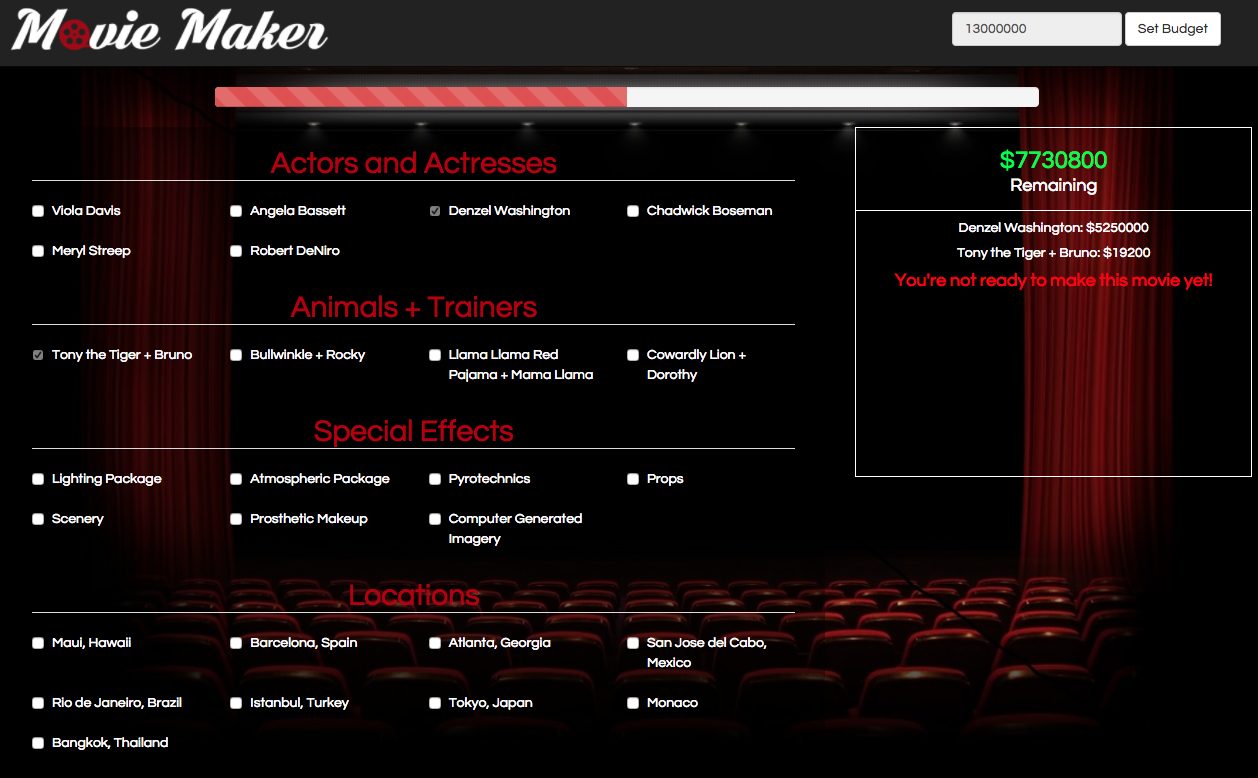 Movie Maker
13000000
Set Budget
Actors and Actresses
Viola Davis
Angela Bassett
Denzel Washington
Chadwick Boseman
Meryl Streep
Robert DeNiro
Animals + Trainers
Tony the Tiger + Bruno
Bullwinkle + Rocky
Llama Llama Red
Pajama + Mama Llama
Cowardly Lion +
Dorothy
Special Effects
Lighting Package
Atmospheric Package
Pyrotechnics
Props
Scenery
Prosthetic Makeup
Computer Generated
Imagery
Locations
Maui, Hawaii
Barcelona, Spain
Atlanta, Georgia
San Jose del Cabo,
Mexico
Rio de Janeiro, Brazil
Istanbul, Turkey
Tokyo, Japan
Monaco
Bangkok, Thailand
$7730800
Remaining
Denzel Washington: $5250000
Tony the Tiger + Bruno: $19200
You're not ready to make this movie yet!